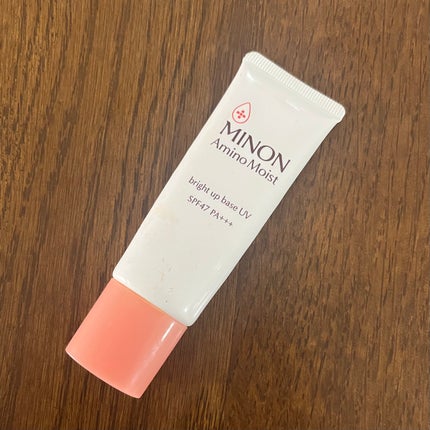 MINON
Amino Moist
bright up base UV
SPF47 PA+++